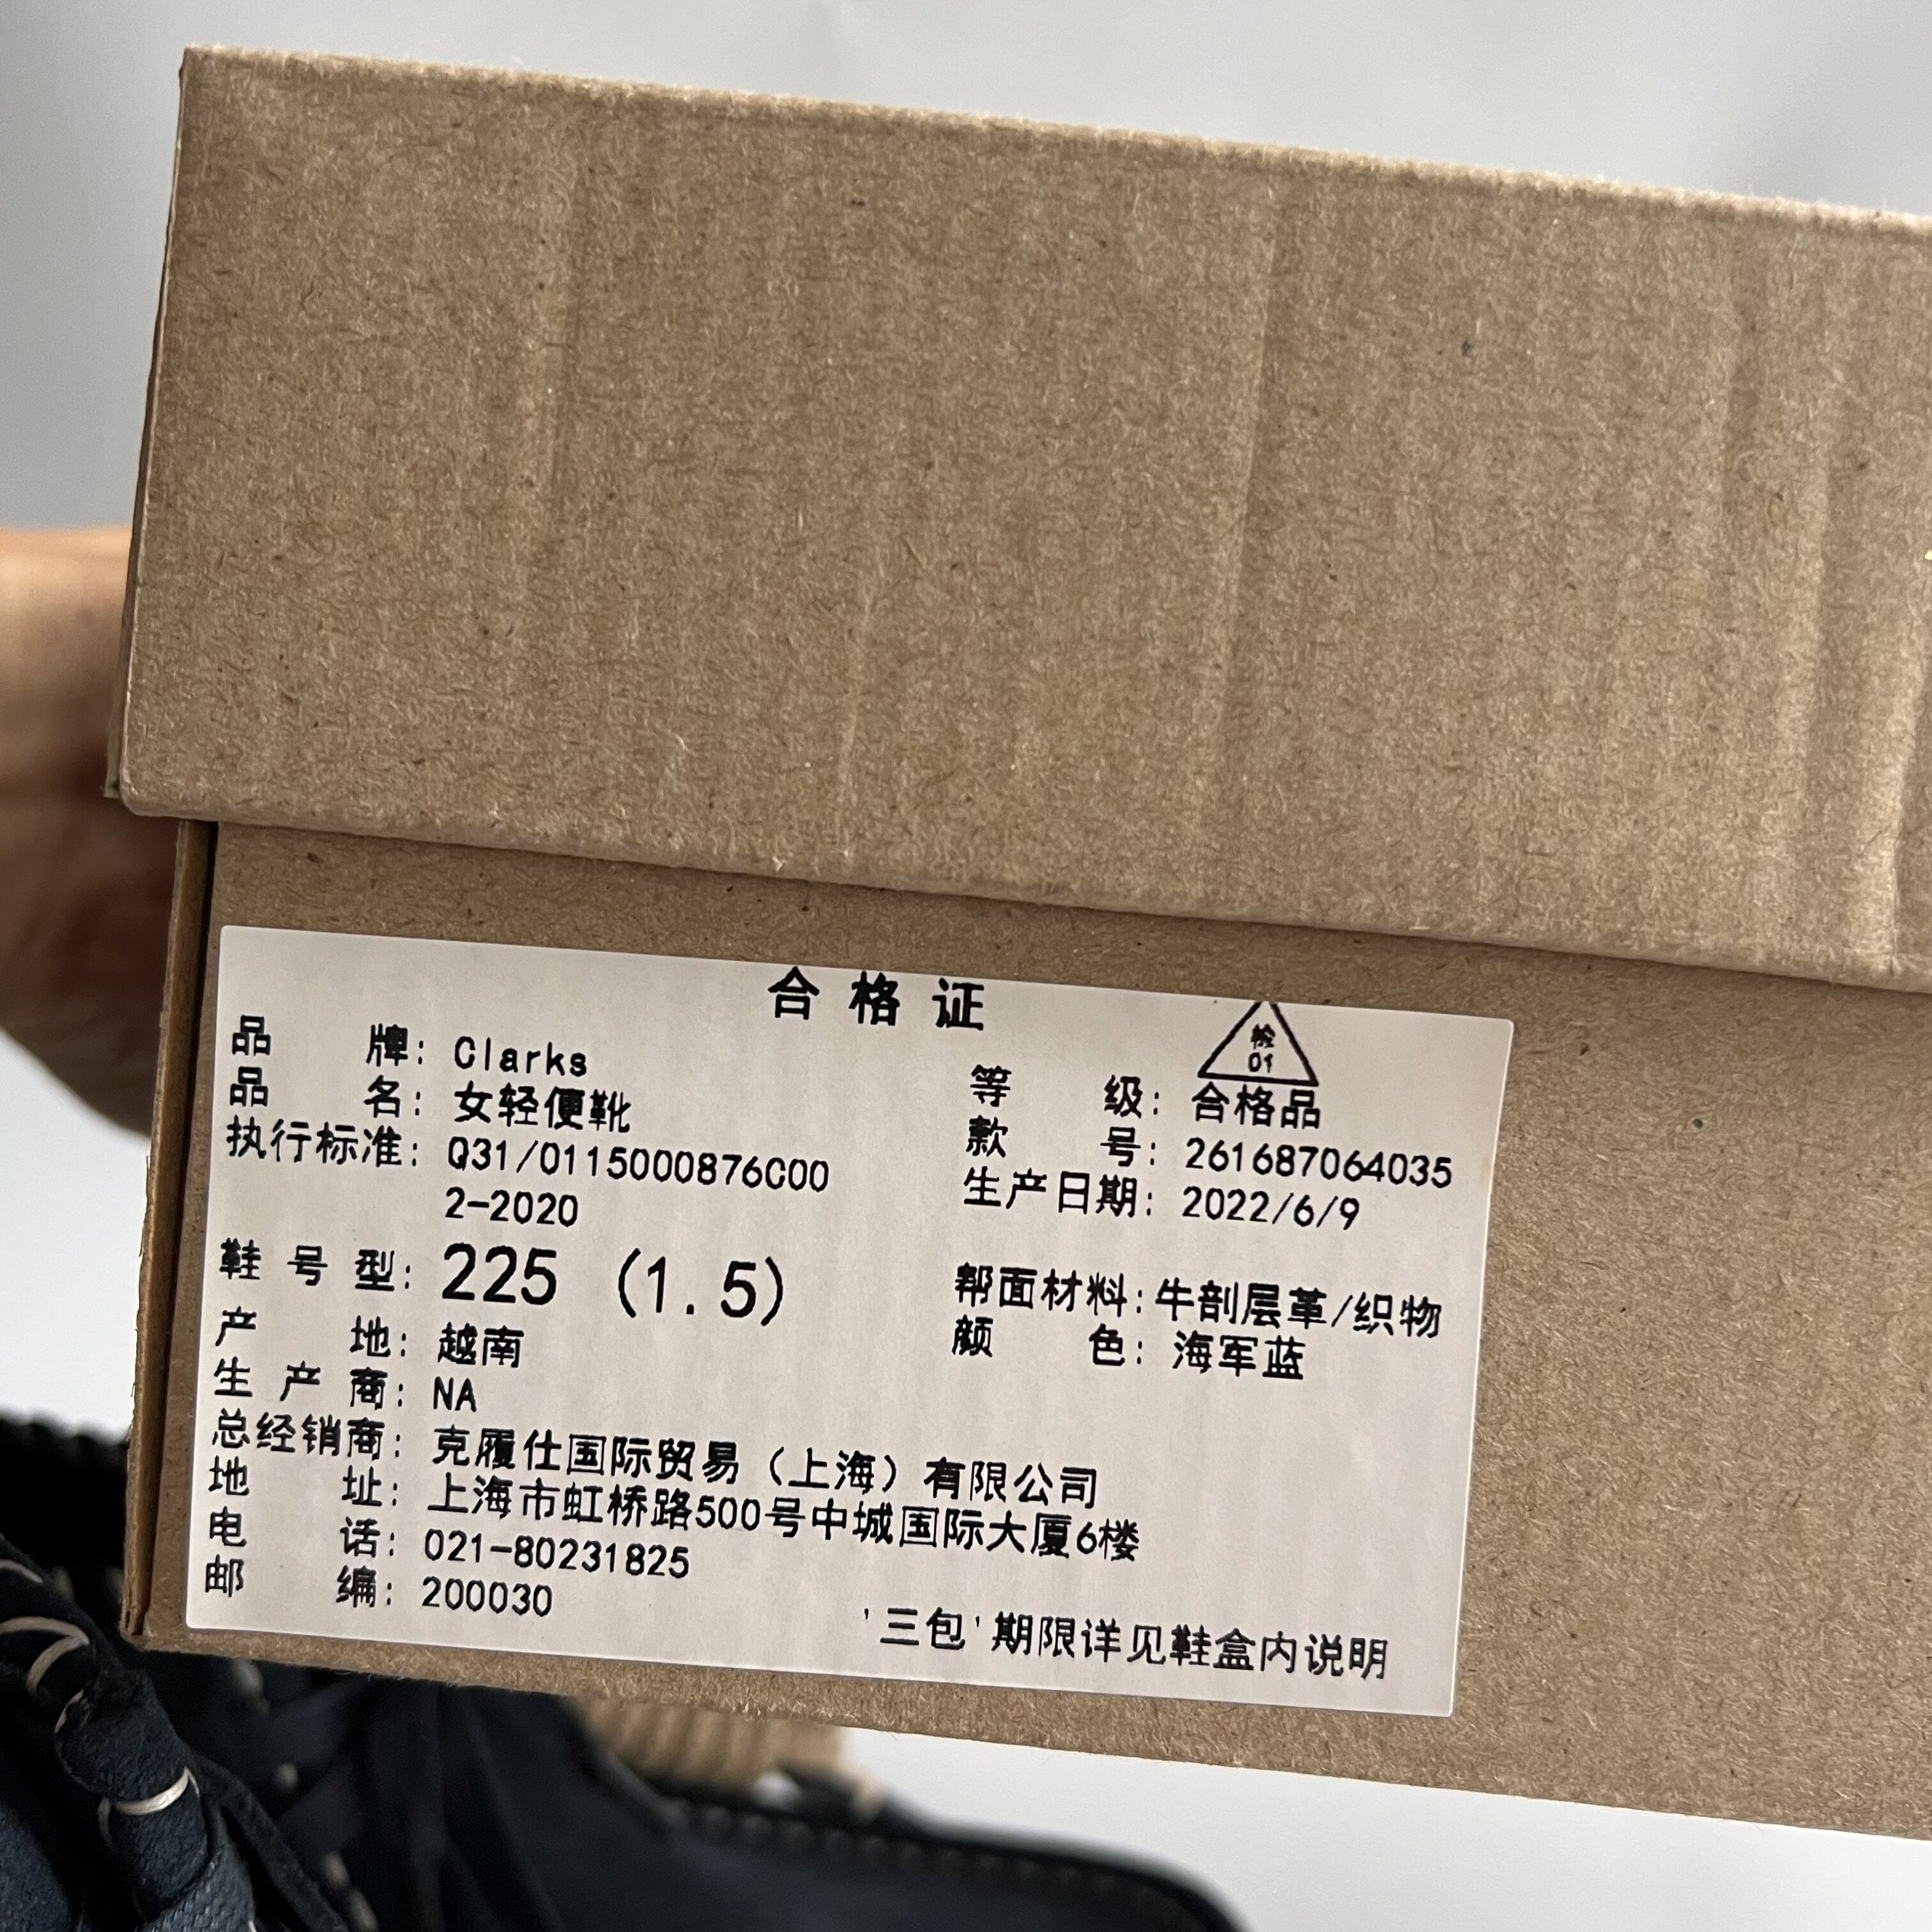 合格证
检
01
品 牌: Clarks
品 名: 女轻便靴
执行标准: Q31/0115000876C00
2-2020
鞋 号 型: 225 (1.5)
产 地: 越南
生 产 商: NA
总经销商: 克履仕国际贸易（上海）有限公司
地 址: 上海市虹桥路500号中城国际大厦6楼
电 话: 021-80231825
邮 编: 200030
等 级: 合格品
款 号: 261687064035
生产日期: 2022/6/9
帮面材料: 牛剖层革/织物
颜 色: 海军蓝
'三包'期限详见鞋盒内说明